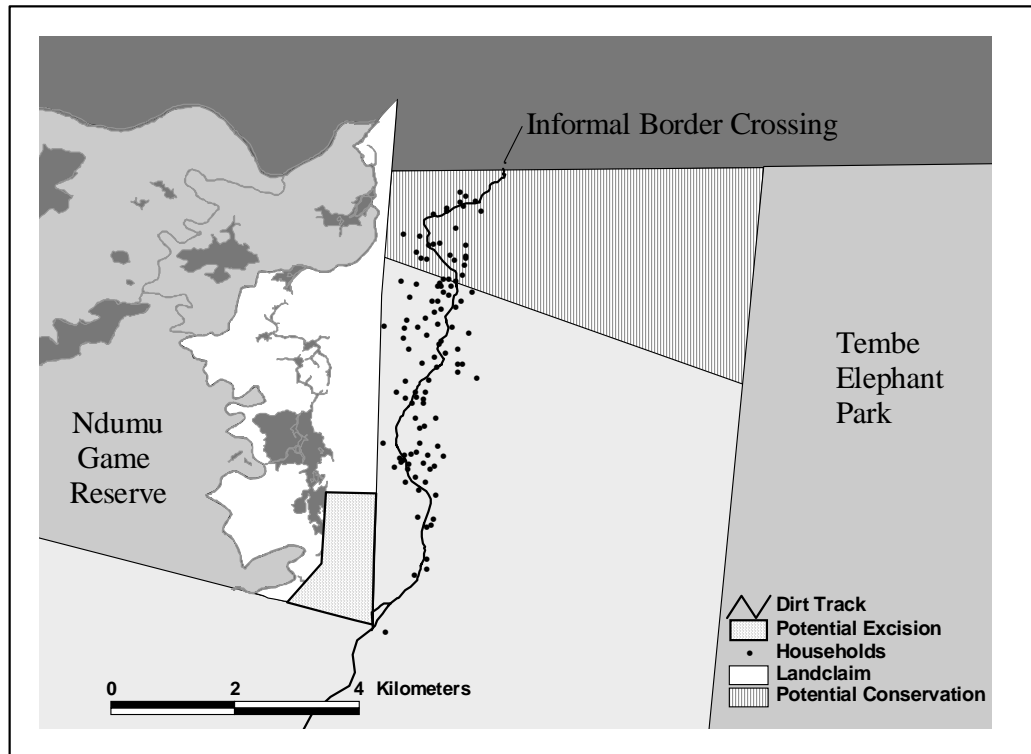 Informal Border Crossing
Ndumu
Game
Reserve
Tembe
Elephant
Park
Dirt Track
Potential Excision
Households
Landclaim
Potential Conservation
0 2 4 Kilometers